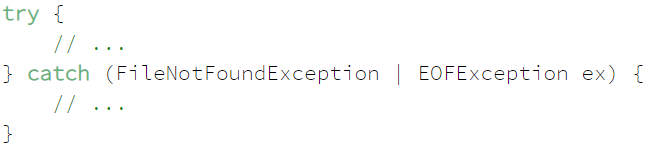 try {
    // ...
} catch (FileNotFoundException | EOFException ex) {
    // ...
}